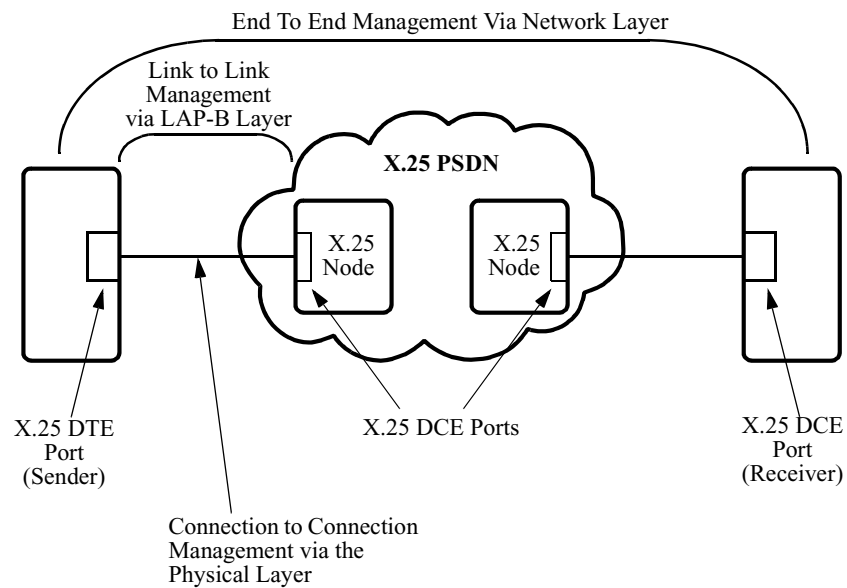 End To End Management Via Network Layer
Link to Link
Management
via LAP-B Layer
X.25 PSDN
X.25
Node
X.25
Node
X.25 DTE
Port
(Sender)
X.25 DCE Ports
X.25 DCE
Port
(Receiver)
Connection to Connection
Management via the
Physical Layer